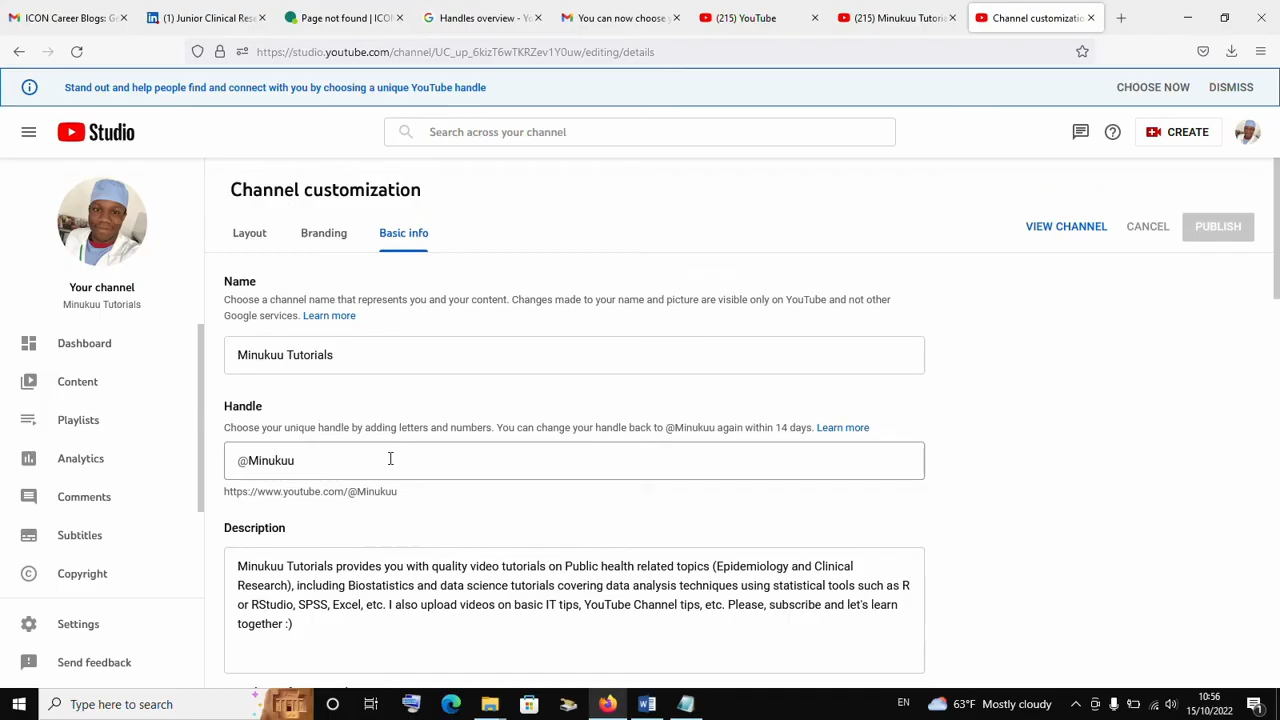 ICON Career Blogs: G
(1) Junior Clinical Rese
Page not found | ICON
Handles overview - Yo
You can now choose
(215) YouTube
(215) Minukuu Tutori
Channel customizatio
https://studio.youtube.com/channel/UC_up_6kizT6wTKRZev1Y0uw/editing/details
Stand out and help people find and connect with you by choosing a unique YouTube handle
CHOOSE NOW
DISMISS
Studio
Search across your channel
CREATE
Channel customization
Layout
Branding
Basic info
VIEW CHANNEL
CANCEL
PUBLISH
Your channel
Minukuu Tutorials
Dashboard
Content
Playlists
Analytics
Comments
Subtitles
Copyright
Settings
Send feedback
Name
Choose a channel name that represents you and your content. Changes made to your name and picture are visible only on YouTube and not other
Google services. Learn more
Minukuu Tutorials
Handle
Choose your unique handle by adding letters and numbers. You can change your handle back to @Minukuu again within 14 days. Learn more
@Minukuu
https://www.youtube.com/@Minukuu
Description
Minukuu Tutorials provides you with quality video tutorials on Public health related topics (Epidemiology and Clinical
Research), including Biostatistics and data science tutorials covering data analysis techniques using statistical tools such as R
or RStudio, SPSS, Excel, etc. I also upload videos on basic IT tips, YouTube Channel tips, etc. Please, subscribe and let's learn
together :)
Type here to search
EN
63°F Mostly cloudy
10:56
15/10/2022